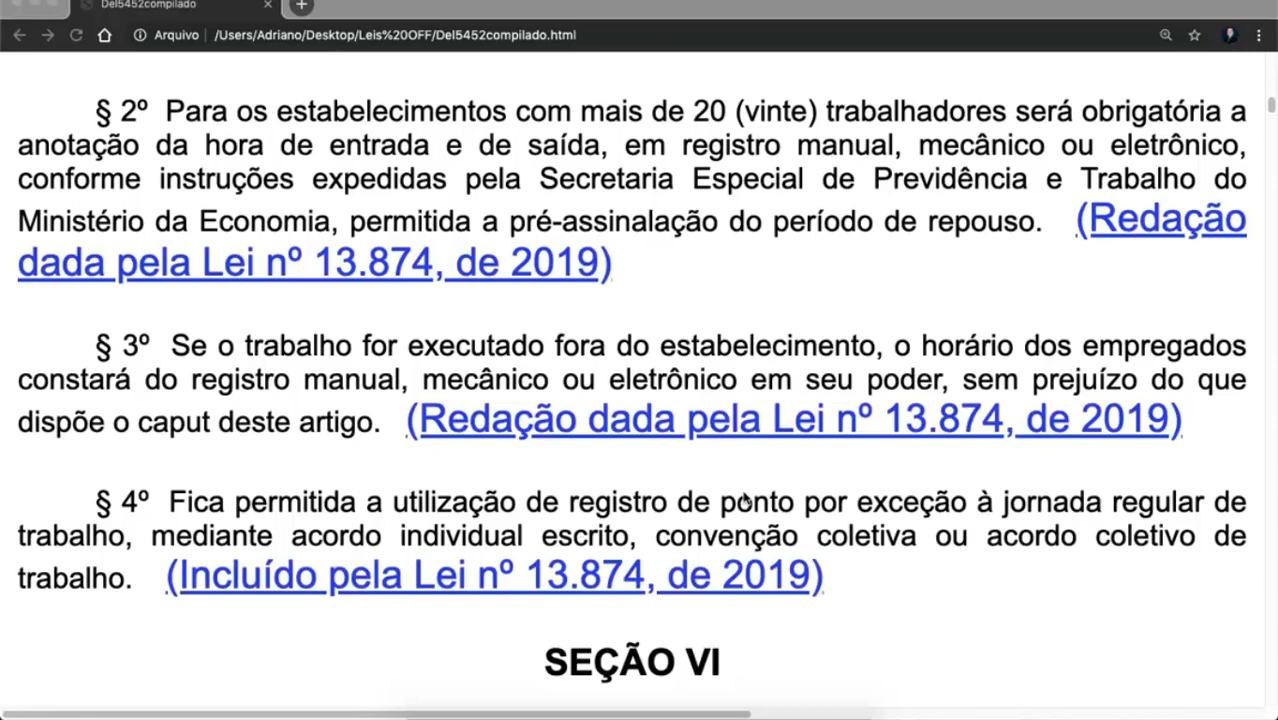 Del5452compilado
Arquivo | /Users/Adriano/Desktop/Leis%20OFF/Del5452compilado.html
§ 2º Para os estabelecimentos com mais de 20 (vinte) trabalhadores será obrigatória a
anotação da hora de entrada e de saída, em registro manual, mecânico ou eletrônico,
conforme instruções expedidas pela Secretaria Especial de Previdência e Trabalho do
Ministério da Economia, permitida a pré-assinalação do período de repouso. (Redação
dada pela Lei nº 13.874, de 2019)
§ 3º Se o trabalho for executado fora do estabelecimento, o horário dos empregados
constará do registro manual, mecânico ou eletrônico em seu poder, sem prejuízo do que
dispõe o caput deste artigo. (Redação dada pela Lei nº 13.874, de 2019)
§ 4º Fica permitida a utilização de registro de ponto por exceção à jornada regular de
trabalho, mediante acordo individual escrito, convenção coletiva ou acordo coletivo de
trabalho. (Incluído pela Lei nº 13.874, de 2019)
SEÇÃO VI